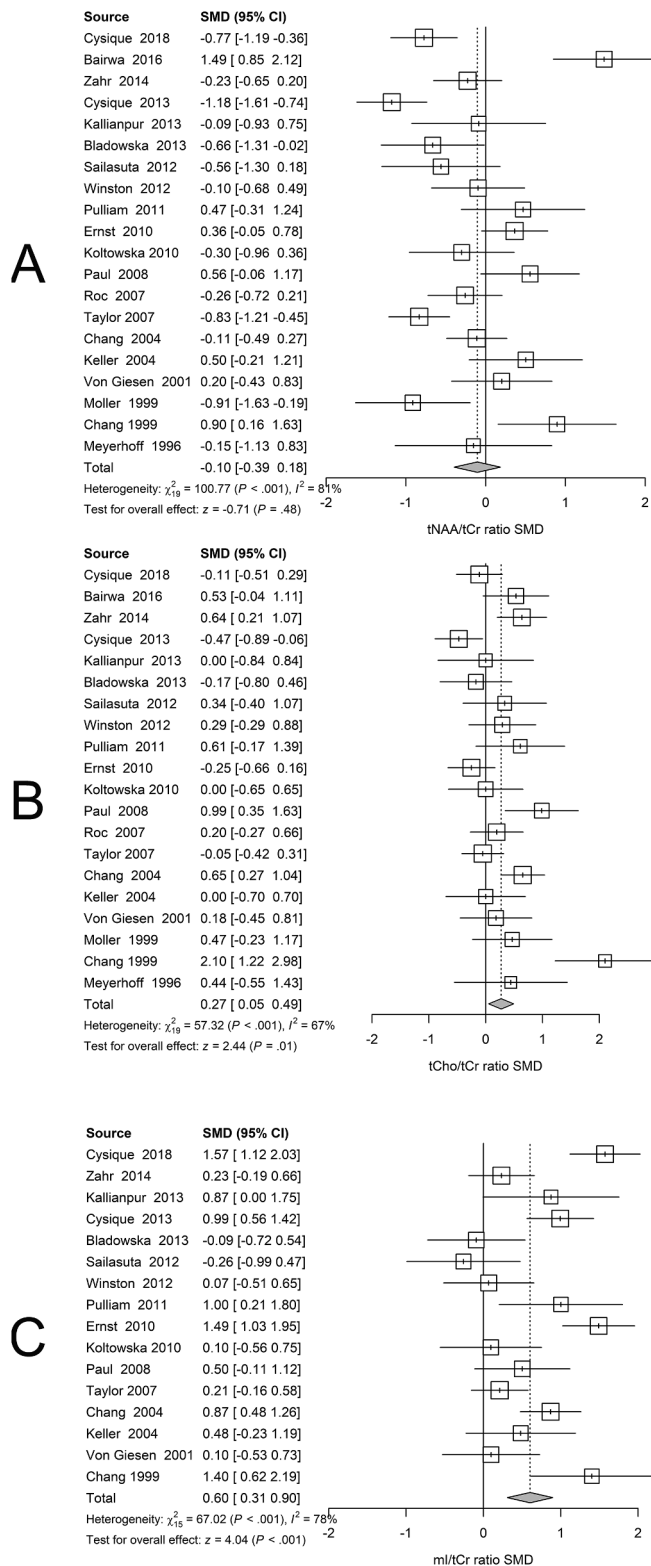 A
Source SMD (95% CI)
Cysique 2018 -0.77 [-1.19 -0.36]
Bairwa 2016 1.49 [ 0.85 2.12]
Zahr 2014 -0.23 [-0.65 0.20]
Cysique 2013 -1.18 [-1.61 -0.74]
Kallianpur 2013 -0.09 [-0.93 0.75]
Bladowska 2013 -0.66 [-1.31 -0.02]
Sailasuta 2012 -0.56 [-1.30 0.18]
Winston 2012 -0.10 [-0.68 0.49]
Pulliam 2011 0.47 [-0.31 1.24]
Ernst 2010 0.36 [-0.05 0.78]
Koltowska 2010 -0.30 [-0.96 0.36]
Paul 2008 0.56 [-0.06 1.17]
Roc 2007 -0.26 [-0.72 0.21]
Taylor 2007 -0.83 [-1.21 -0.45]
Chang 2004 -0.11 [-0.49 0.27]
Keller 2004 0.50 [-0.21 1.21]
Von Giesen 2001 0.20 [-0.43 0.83]
Moller 1999 -0.91 [-1.63 -0.19]
Chang 1999 0.90 [ 0.16 1.63]
Meyerhoff 1996 -0.15 [-1.13 0.83]
Total -0.10 [-0.39 0.18]
Heterogeneity: χ²₁₉ = 100.77 (P < .001), I² = 81%
Test for overall effect: z = -0.71 (P = .48)
-2 -1 0 1 2
tNAA/tCr ratio SMD
B
Source SMD (95% CI)
Cysique 2018 -0.11 [-0.51 0.29]
Bairwa 2016 0.53 [-0.04 1.11]
Zahr 2014 0.64 [ 0.21 1.07]
Cysique 2013 -0.47 [-0.89 -0.06]
Kallianpur 2013 0.00 [-0.84 0.84]
Bladowska 2013 -0.17 [-0.80 0.46]
Sailasuta 2012 0.34 [-0.40 1.07]
Winston 2012 0.29 [-0.29 0.88]
Pulliam 2011 0.61 [-0.17 1.39]
Ernst 2010 -0.25 [-0.66 0.16]
Koltowska 2010 0.00 [-0.65 0.65]
Paul 2008 0.99 [ 0.35 1.63]
Roc 2007 0.20 [-0.27 0.66]
Taylor 2007 -0.05 [-0.42 0.31]
Chang 2004 0.65 [ 0.27 1.04]
Keller 2004 0.00 [-0.70 0.70]
Von Giesen 2001 0.18 [-0.45 0.81]
Moller 1999 0.47 [-0.23 1.17]
Chang 1999 2.10 [ 1.22 2.98]
Meyerhoff 1996 0.44 [-0.55 1.43]
Total 0.27 [ 0.05 0.49]
Heterogeneity: χ²₁₉ = 57.32 (P < .001), I² = 67%
Test for overall effect: z = 2.44 (P = .01)
-2 -1 0 1 2
tCho/tCr ratio SMD
C
Source SMD (95% CI)
Cysique 2018 1.57 [ 1.12 2.03]
Zahr 2014 0.23 [-0.19 0.66]
Kallianpur 2013 0.87 [ 0.00 1.75]
Cysique 2013 0.99 [ 0.56 1.42]
Bladowska 2013 -0.09 [-0.72 0.54]
Sailasuta 2012 -0.26 [-0.99 0.47]
Winston 2012 0.07 [-0.51 0.65]
Pulliam 2011 1.00 [ 0.21 1.80]
Ernst 2010 1.49 [ 1.03 1.95]
Koltowska 2010 0.10 [-0.56 0.75]
Paul 2008 0.50 [-0.11 1.12]
Taylor 2007 0.21 [-0.16 0.58]
Chang 2004 0.87 [ 0.48 1.26]
Keller 2004 0.48 [-0.23 1.19]
Von Giesen 2001 0.10 [-0.53 0.73]
Chang 1999 1.40 [ 0.62 2.19]
Total 0.60 [ 0.31 0.90]
Heterogeneity: χ²₁₅ = 67.02 (P < .001), I² = 78%
Test for overall effect: z = 4.04 (P < .001)
-2 -1 0 1 2
mI/tCr ratio SMD